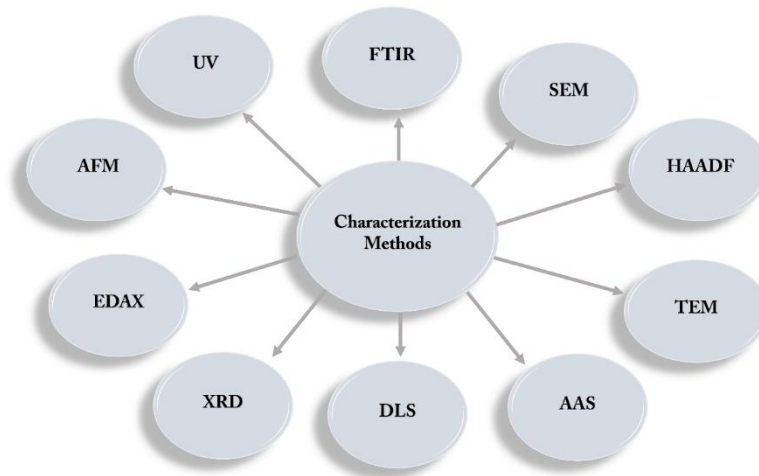 UV
FTIR
SEM
AFM
HAADF
Characterization
Methods
EDAX
TEM
XRD
DLS
AAS